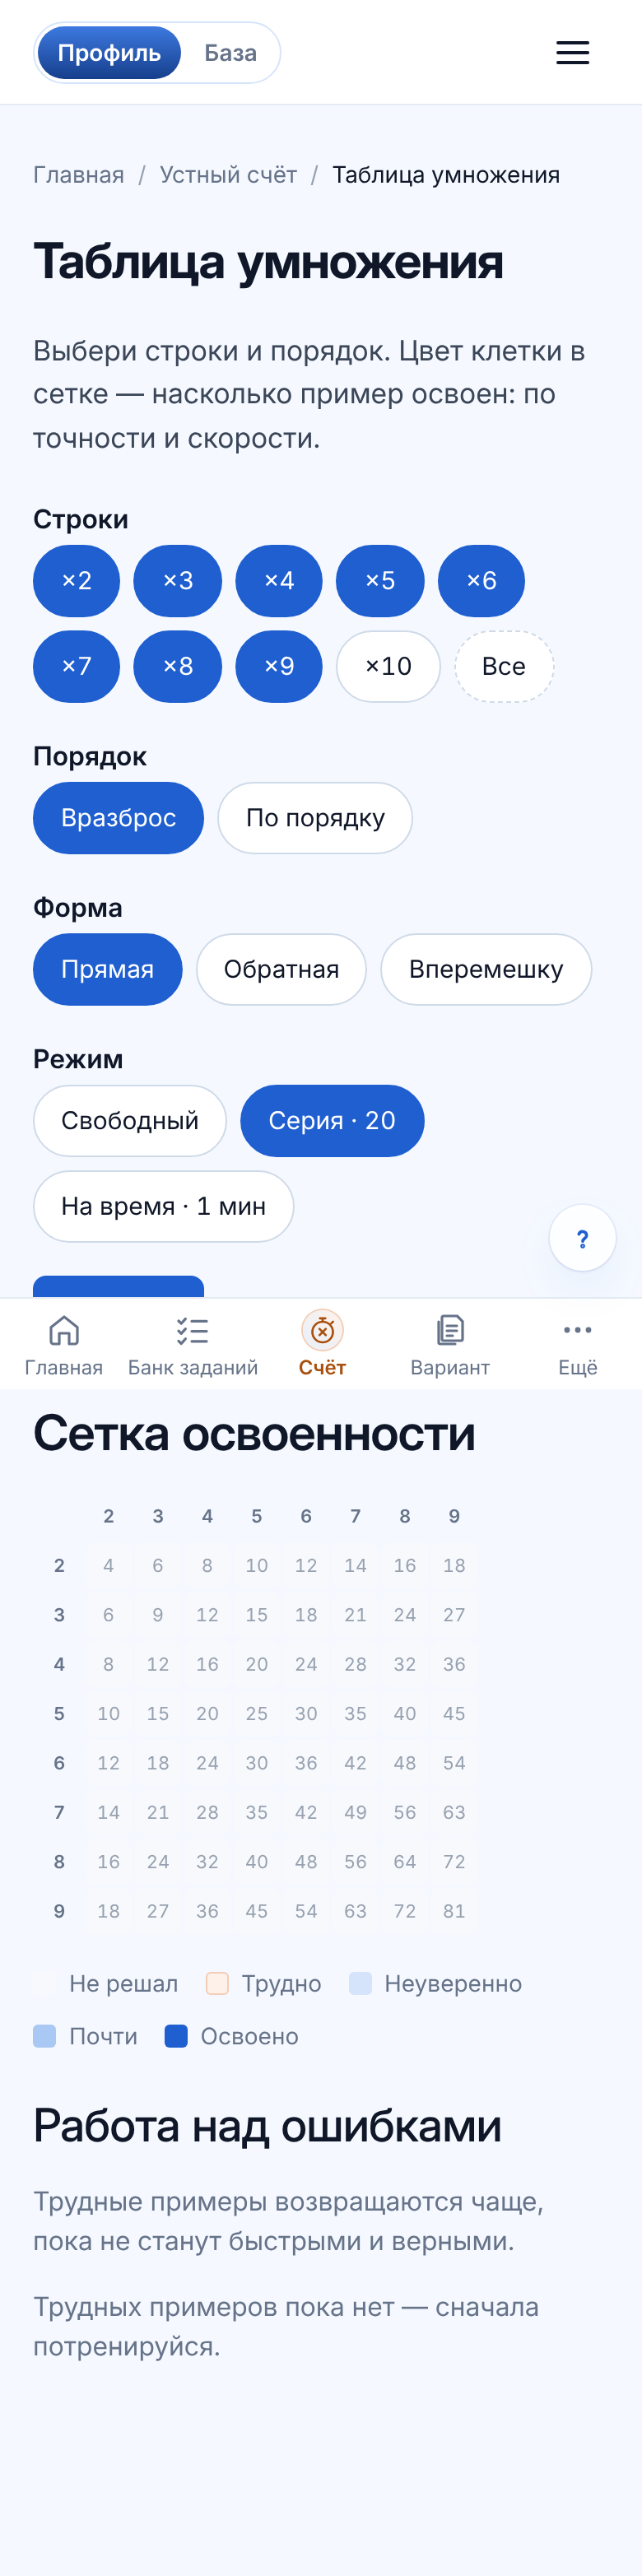 Профиль База
Главная / Устный счёт / Таблица умножения
Таблица умножения
Выбери строки и порядок. Цвет клетки в
сетке — насколько пример освоен: по
точности и скорости.
Строки
×2 ×3 ×4 ×5 ×6
×7 ×8 ×9 ×10 Все
Порядок
Вразброс По порядку
Форма
Прямая Обратная Вперемешку
Режим
Свободный Серия · 20
На время · 1 мин
?
Главная Банк заданий Счёт Вариант Ещё
Сетка освоенности
2 3 4 5 6 7 8 9
2 4 6 8 10 12 14 16 18
3 6 9 12 15 18 21 24 27
4 8 12 16 20 24 28 32 36
5 10 15 20 25 30 35 40 45
6 12 18 24 30 36 42 48 54
7 14 21 28 35 42 49 56 63
8 16 24 32 40 48 56 64 72
9 18 27 36 45 54 63 72 81
Не решал Трудно Неуверенно
Почти Освоено
Работа над ошибками
Трудные примеры возвращаются чаще,
пока не станут быстрыми и верными.
Трудных примеров пока нет — сначала
потренируйся.